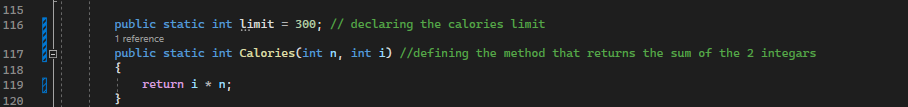 115
116 public static int limit = 300; // declaring the calories limit
1 reference
117 public static int Calories(int n, int i) //defining the method that returns the sum of the 2 integars
118 {
119 return i * n;
120 }